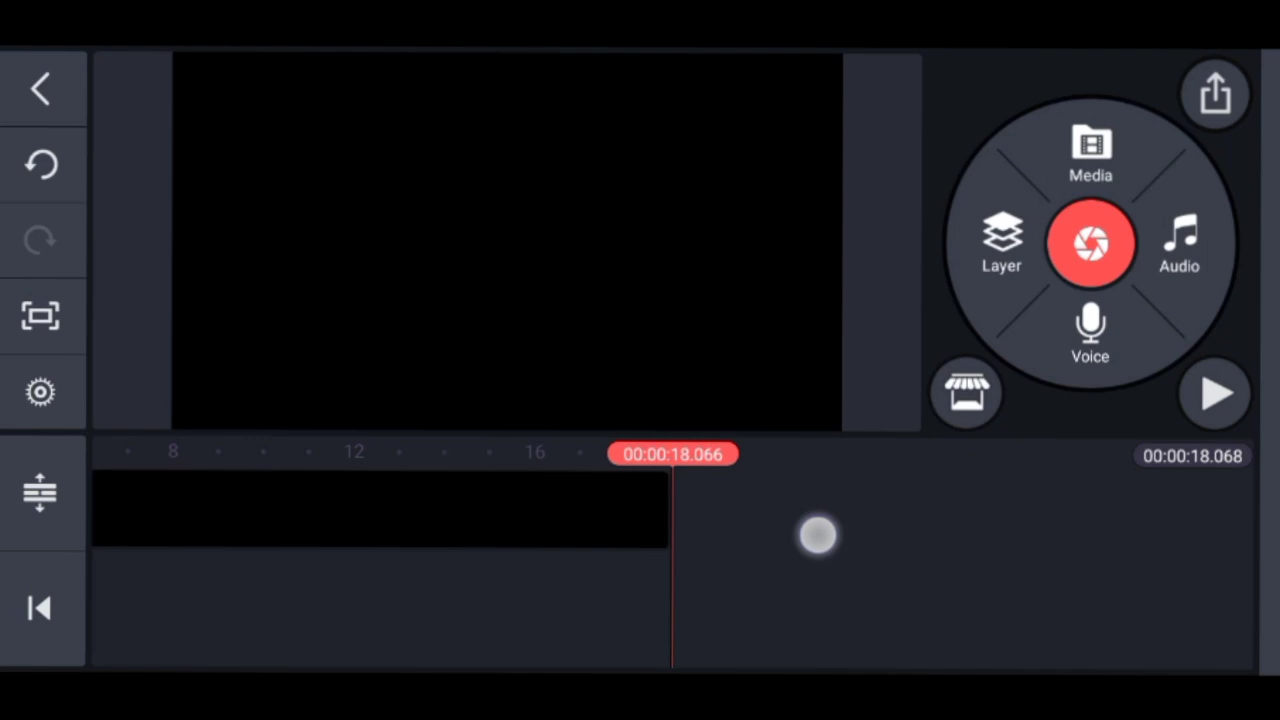 Media
Layer
Audio
Voice
8
12
16
00:00:18.066
00:00:18.068